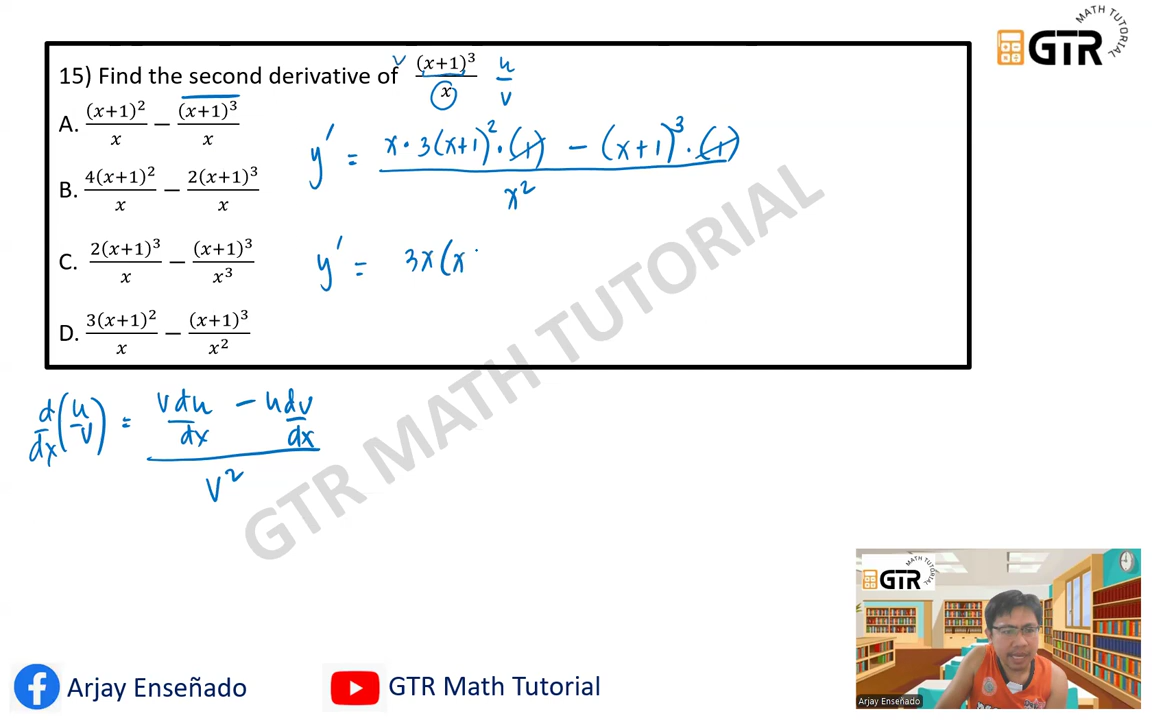 MATH TUTORIAL
GTR
15) Find the second derivative of (x+1)³/x
v u/v
A. (x+1)²/x − (x+1)³/x
y' = x · 3(x+1)² · (1) − (x+1)³ · (1) / x²
B. 4(x+1)²/x − 2(x+1)³/x
C. 2(x+1)³/x − (x+1)³/x³
y' = 3x(x
D. 3(x+1)²/x − (x+1)³/x²
d/dx (u/v) = v du/dx − u dv/dx / v²
GTR MATH TUTORIAL
MATH TUTORIAL
GTR
Arjay Enseñado
GTR Math Tutorial
Arjay Enseñado